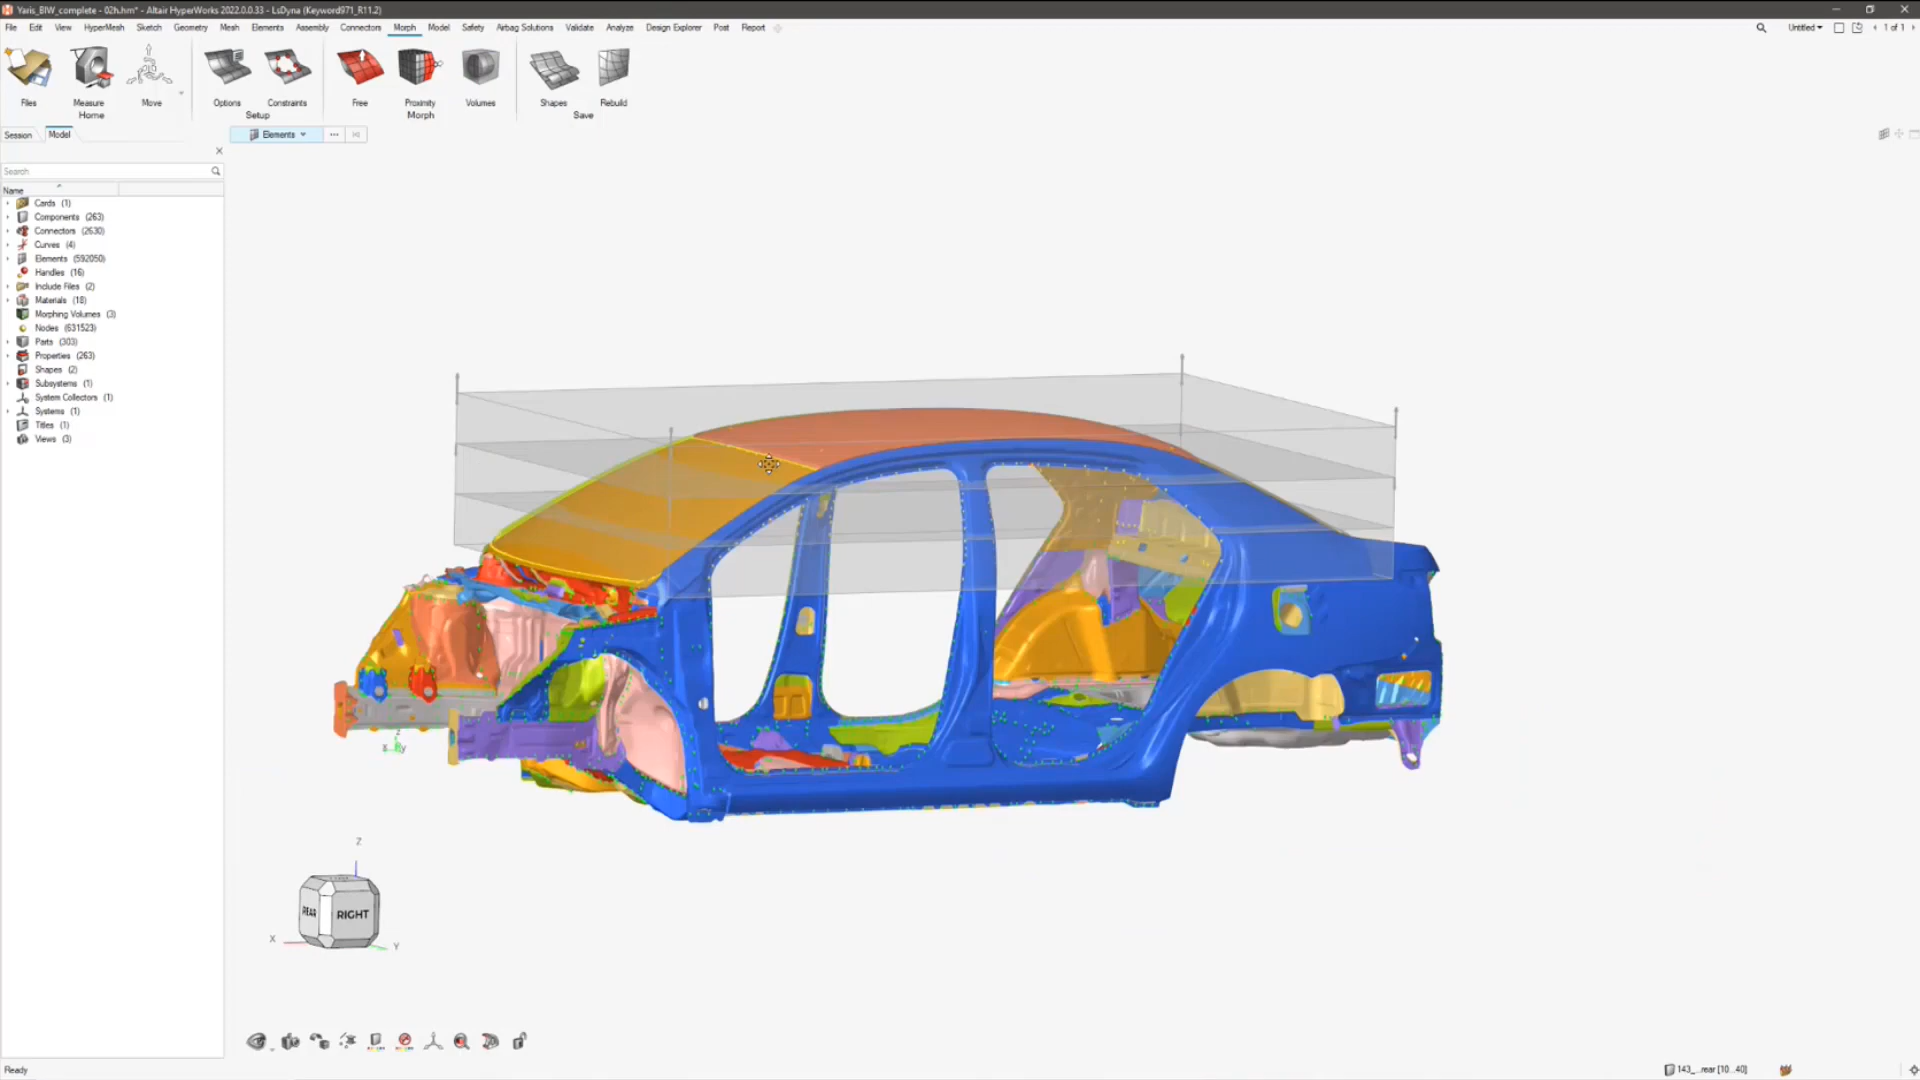 Yaris_BIW_complete - 02h.hm* - Altair HyperWorks 2022.0.0.33 - LsDyna (Keyword971_R11.2)
File Edit View HyperMesh Sketch Geometry Mesh Elements Assembly Connectors Morph Model Safety Airbag Solutions Validate Analyze Design Explorer Post Report Untitled 1 of 1
Files Measure Move Options Constraints Free Proximity Volumes Shapes Rebuild
Home Setup Morph Save
Session Model Elements
Search
Name
Cards (1)
Components (263)
Connectors (2630)
Curves (4)
Elements (592050)
Handles (16)
Include Files (2)
Materials (18)
Morphing Volumes (3)
Nodes (631523)
Parts (303)
Properties (263)
Shapes (2)
Subsystems (1)
System Collectors (1)
Systems (1)
Titles (1)
Views (3)
Z
X
Y
Z
REAR RIGHT
X Y
Ready 143_...rear [10...40]